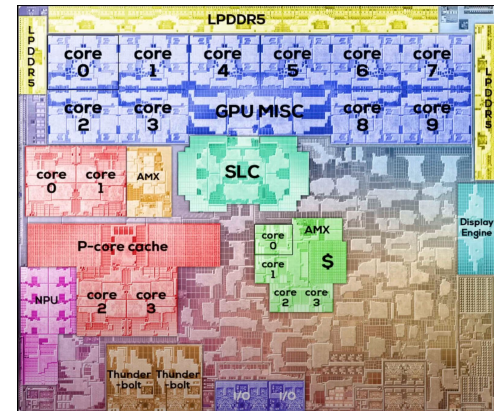 LPDDR5
LPDDR5
LPDDR5
core 0
core 1
core 4
core 5
core 6
core 7
core 2
core 3
GPU MISC
core 8
core 9
core 0
core 1
AMX
SLC
Display
Engine
P-core cache
core 0
AMX
core 1
$
core 2
core 3
NPU
core 2
core 3
Thunder
-bolt
Thunder
-bolt
I/O
I/O